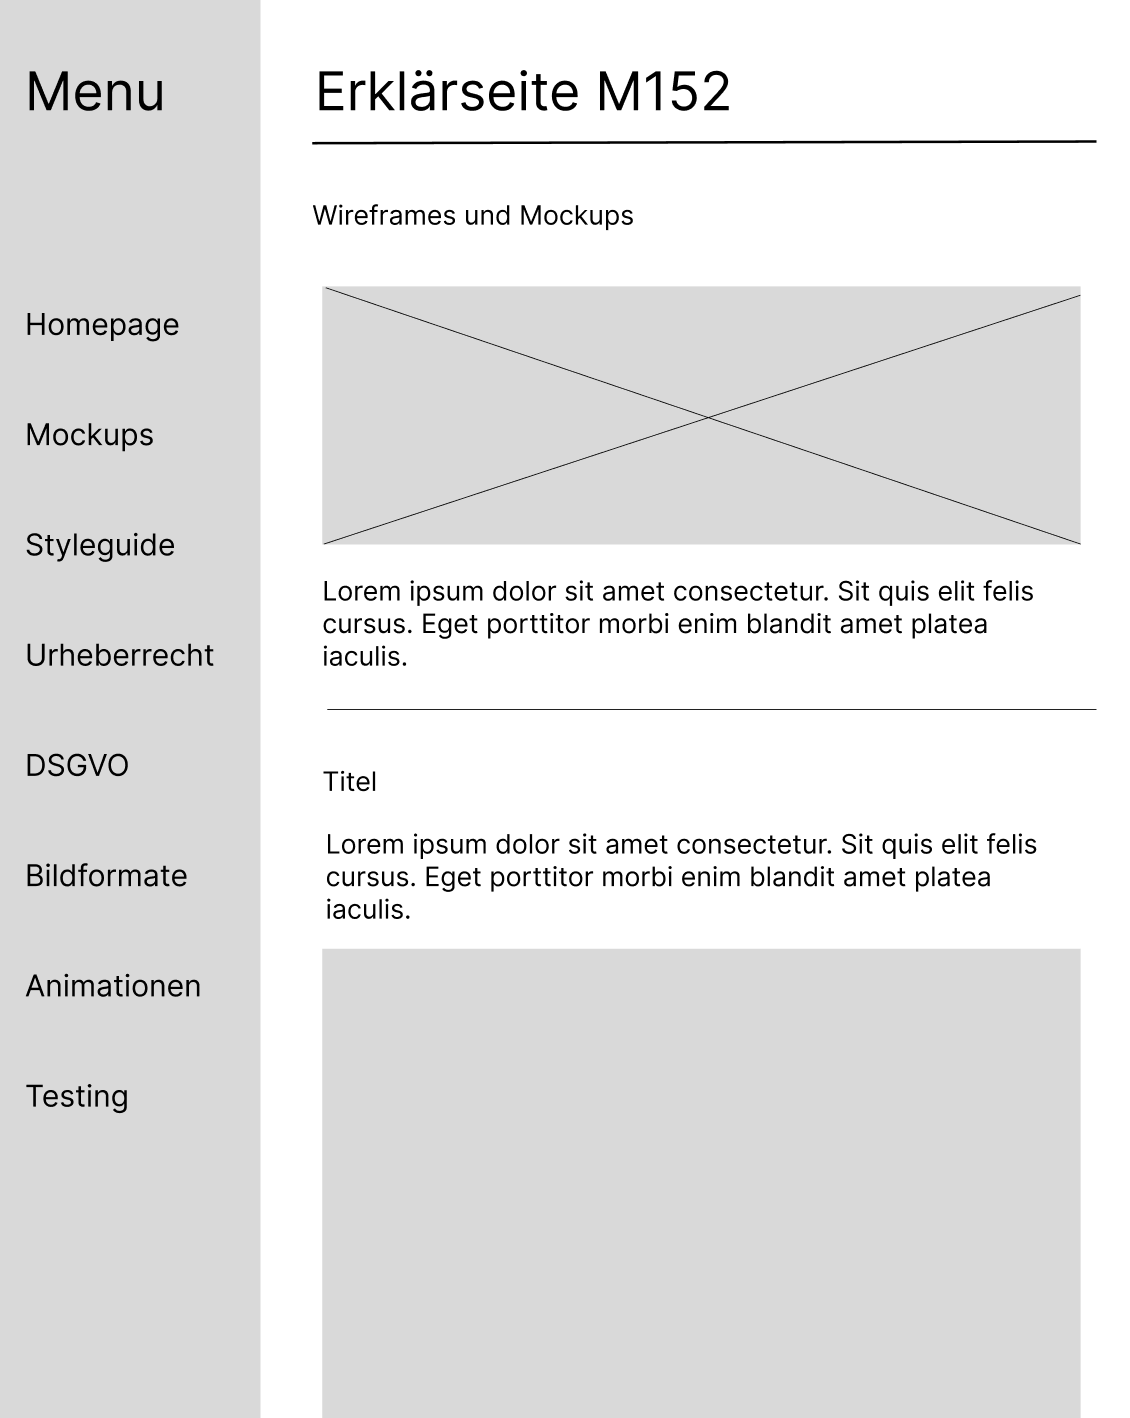 Menu
Homepage
Mockups
Styleguide
Urheberrecht
DSGVO
Bildformate
Animationen
Testing
Erklärseite M152
Wireframes und Mockups
Lorem ipsum dolor sit amet consectetur. Sit quis elit felis
cursus. Eget porttitor morbi enim blandit amet platea
iaculis.
Titel
Lorem ipsum dolor sit amet consectetur. Sit quis elit felis
cursus. Eget porttitor morbi enim blandit amet platea
iaculis.